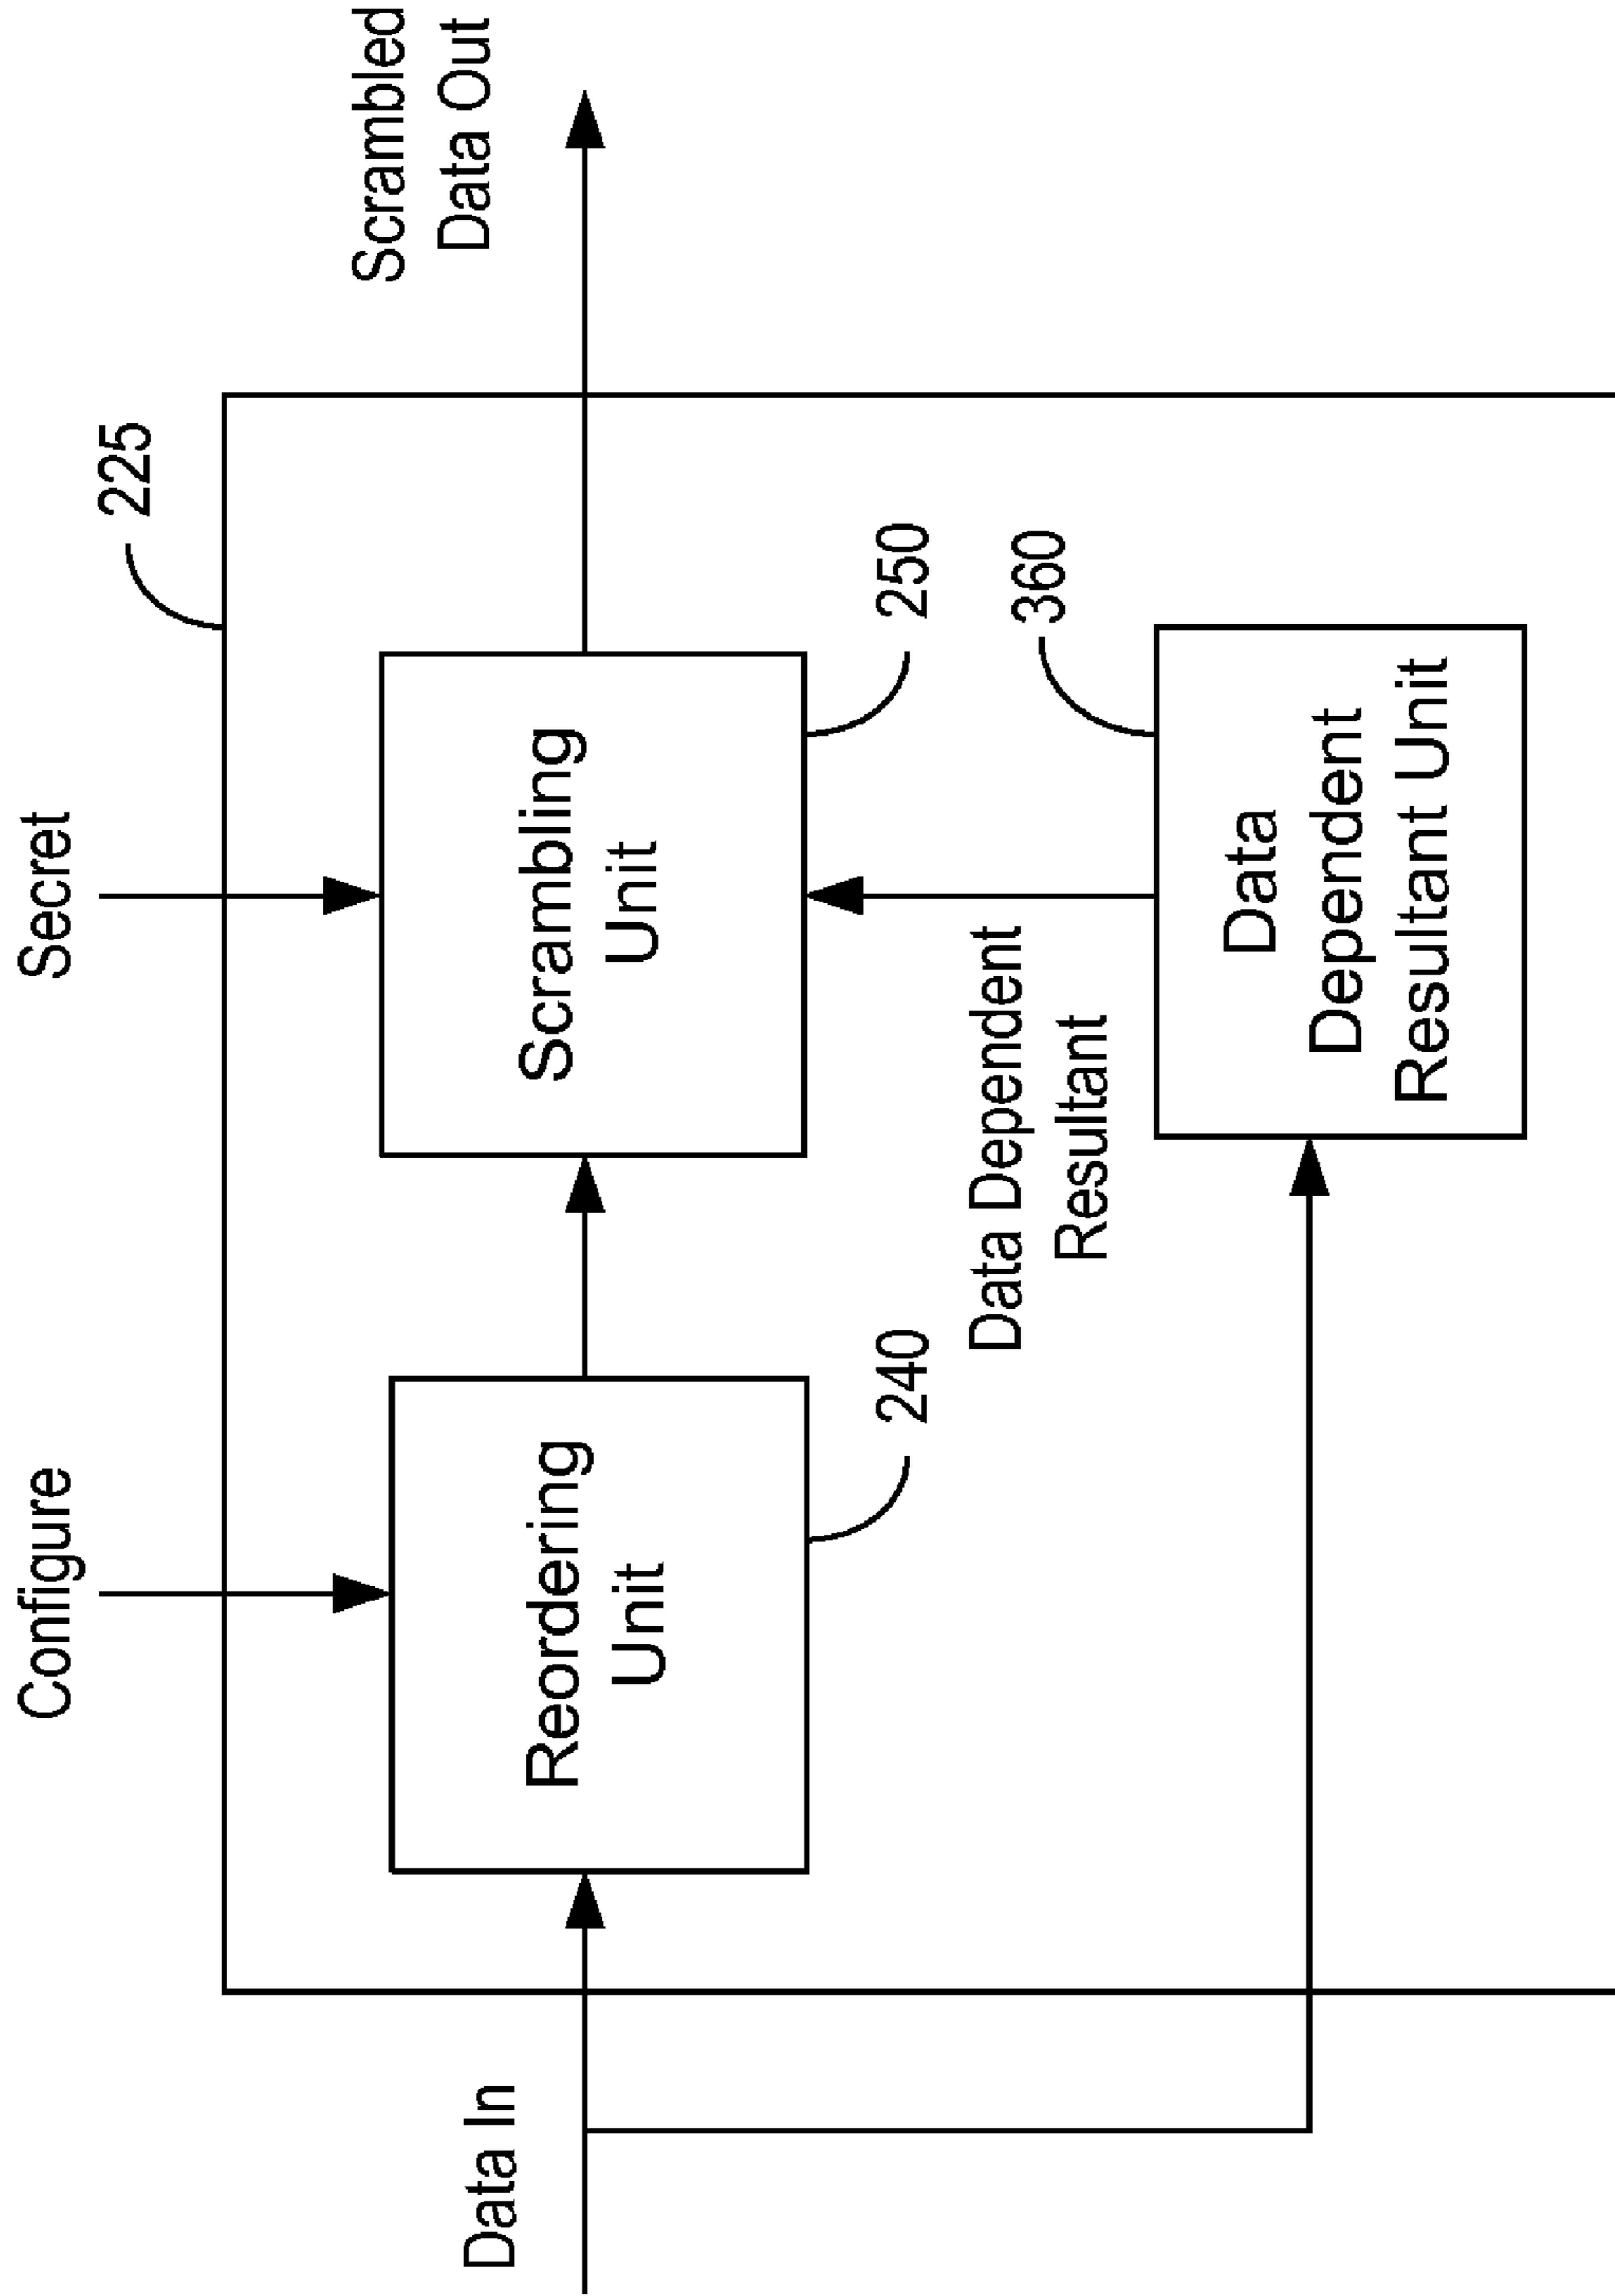 Configure
Secret
225
Scrambled
Data Out
Data In
Reordering
Unit
Scrambling
Unit
240
250
Data Dependent
Resultant
360
Data
Dependent
Resultant Unit